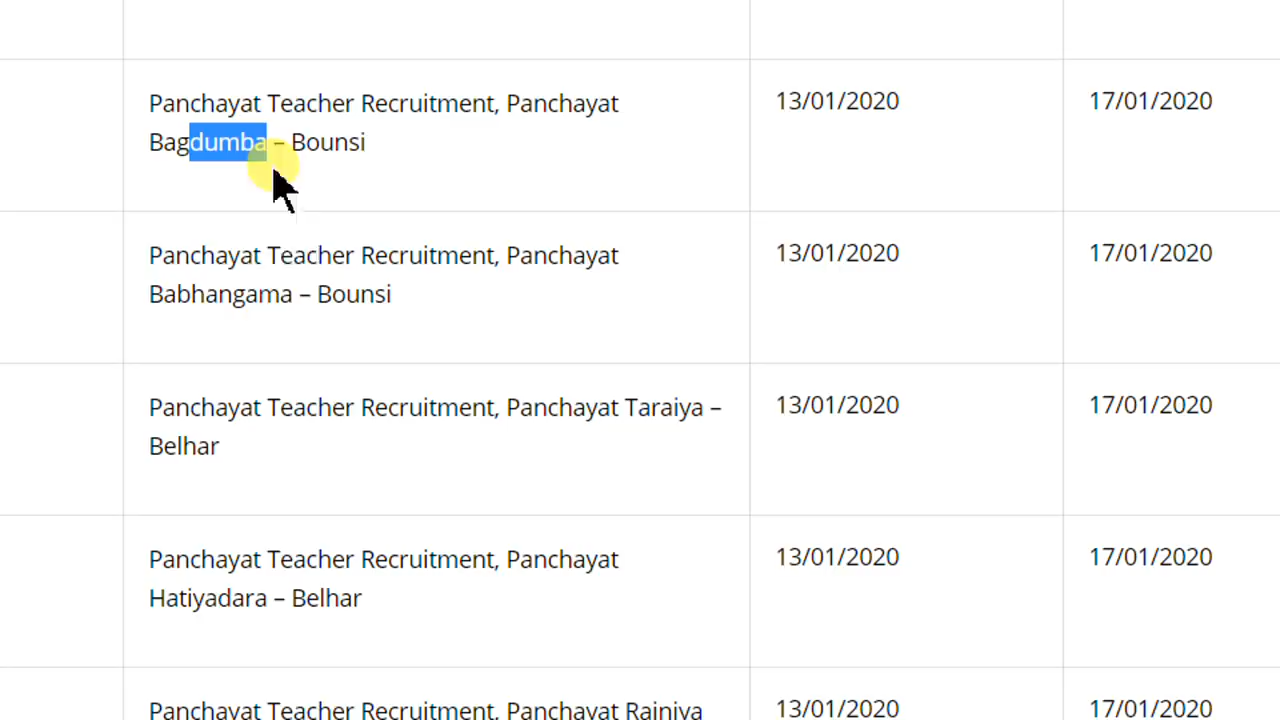 Panchayat Teacher Recruitment, Panchayat 13/01/2020 17/01/2020
Bagdumba – Bounsi
Panchayat Teacher Recruitment, Panchayat 13/01/2020 17/01/2020
Babhangama – Bounsi
Panchayat Teacher Recruitment, Panchayat Taraiya – 13/01/2020 17/01/2020
Belhar
Panchayat Teacher Recruitment, Panchayat 13/01/2020 17/01/2020
Hatiyadara – Belhar
Panchayat Teacher Recruitment, Panchayat Rajniya 13/01/2020 17/01/2020